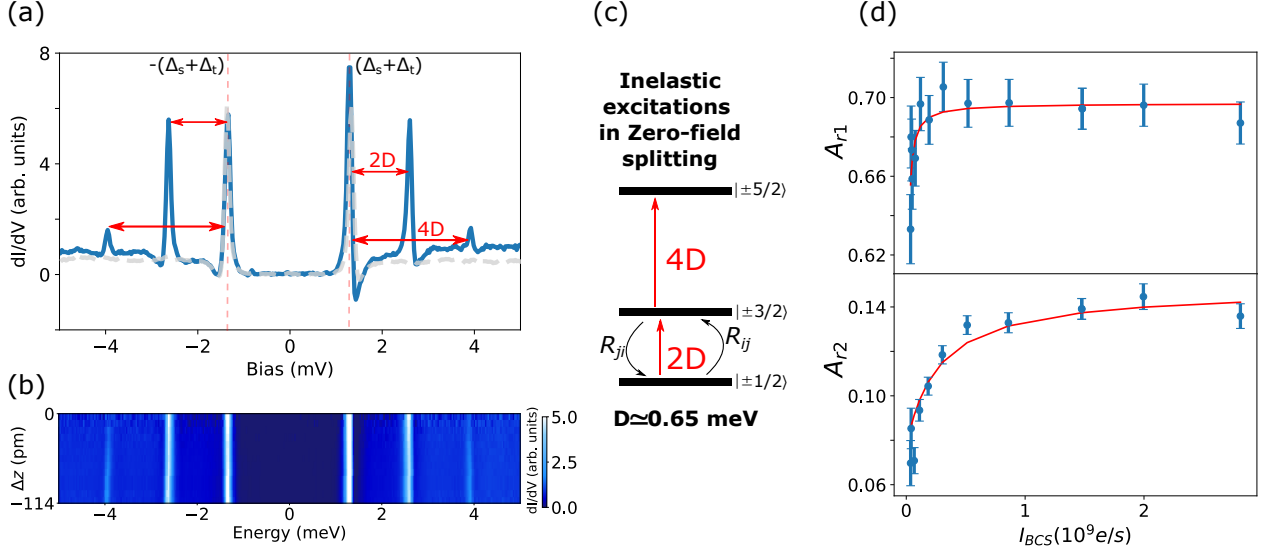 (a)
-(Δs+Δt)
(Δs+Δt)
2D
4D
8
4
0
dI/dV (arb. units)
−4
−2
0
2
4
Bias (mV)
(b)
0
−114
Δz (pm)
−4
−2
0
2
4
Energy (meV)
5.0
2.5
0.0
dI/dV (arb. units)
(c)
Inelastic
excitations
in Zero-field
splitting
|±5/2⟩
4D
|±3/2⟩
Rji
2D
Rij
|±1/2⟩
D≃0.65 meV
(d)
0.70
0.66
0.62
Ar1
0.14
0.10
0.06
Ar2
0
1
2
IBCS(10⁹e/s)